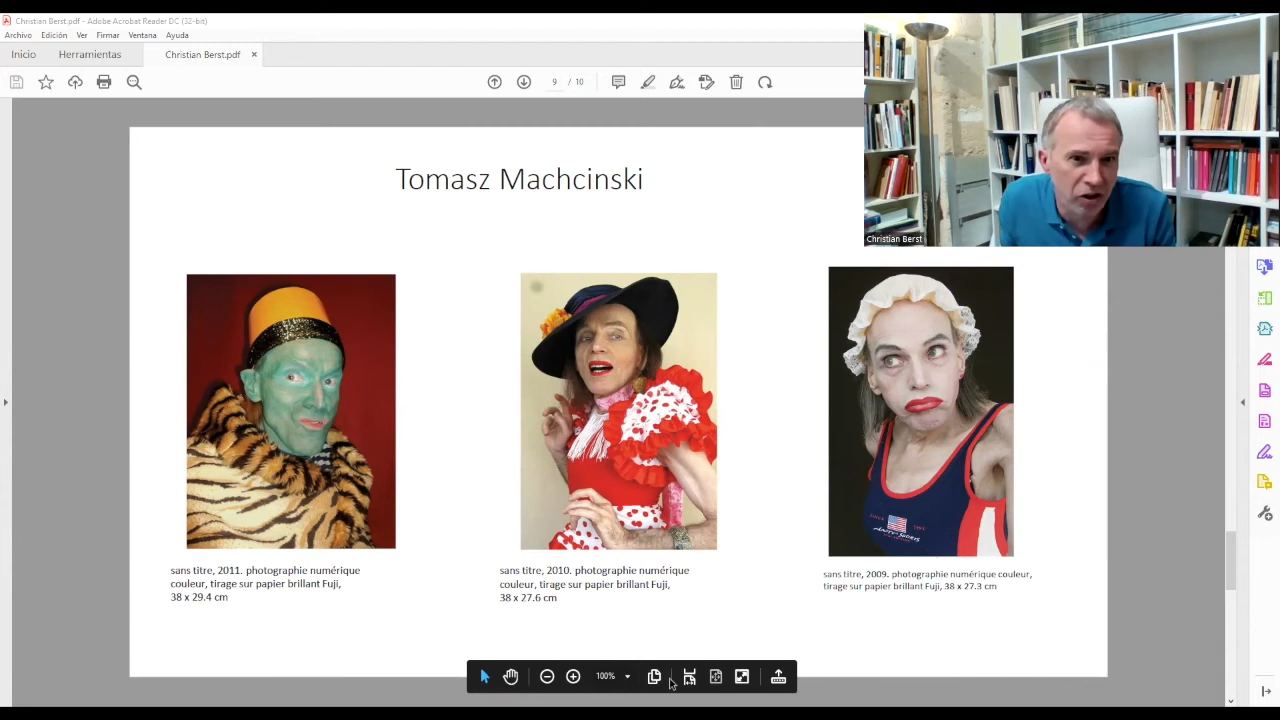 Christian Berst.pdf - Adobe Acrobat Reader DC (32-bit)
Archivo Edición Ver Firmar Ventana Ayuda
Inicio Herramientas Christian Berst.pdf ×
9 / 10
Christian Berst
Tomasz Machcinski
sans titre, 2011. photographie numérique
couleur, tirage sur papier brillant Fuji,
38 x 29.4 cm
sans titre, 2010. photographie numérique
couleur, tirage sur papier brillant Fuji,
38 x 27.6 cm
sans titre, 2009. photographie numérique couleur,
tirage sur papier brillant Fuji, 38 x 27.3 cm
100%